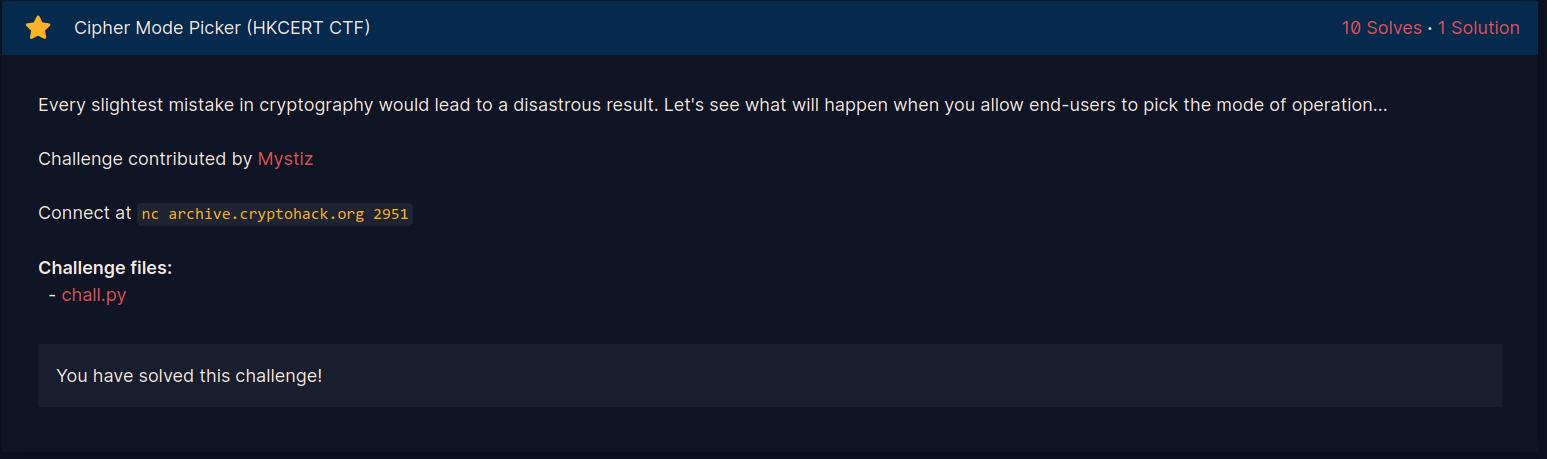 Cipher Mode Picker (HKCERT CTF) 10 Solves · 1 Solution
Every slightest mistake in cryptography would lead to a disastrous result. Let's see what will happen when you allow end-users to pick the mode of operation...
Challenge contributed by Mystiz
Connect at nc archive.cryptohack.org 2951
Challenge files:
- chall.py
You have solved this challenge!